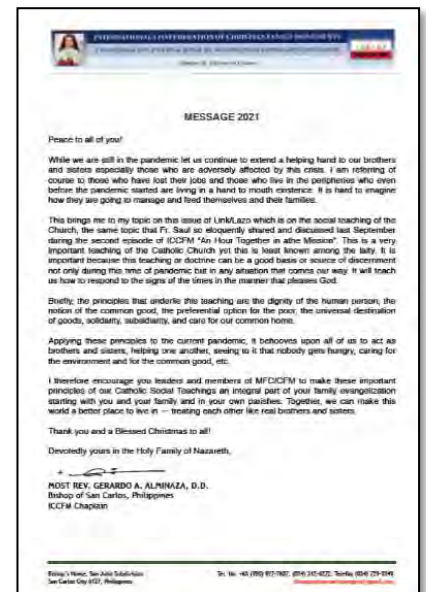 INTERNATIONAL CONFEDERATION OF CHRISTIAN FAMILY MOVEMENTS
MESSAGE 2021
Peace to all of you!
While we are still in the pandemic let us continue to extend a helping hand to our brothers
and sisters especially those who are adversely affected by this crisis. I am referring of
course to those who have lost their jobs and those who live in the peripheries who even
before the pandemic started are living in a hand to mouth existence. It is hard to imagine
how they are going to manage and feed themselves and their families.
This brings me to my topic on this issue of Link/Lazo which is on the social teaching of the
Church, the same topic that Fr. Saul so eloquently shared and discussed last September
during the second episode of ICCFM "An Hour Together in athe Mission". This is a very
important teaching of the Catholic Church yet this is least known among the laity. It is
important because this teaching or doctrine can be a good basis or source of discernment
not only during this time of pandemic but in any situation that comes our way. It will teach
us how to respond to the signs of the times in the manner that pleases God.
Briefly, the principles that underlie this teaching are the dignity of the human person, the
notion of the common good, the preferential option for the poor, the universal destination
of goods, solidarity, subsidiarity, and care for our common home.
Applying these principles to the current pandemic, it behooves upon all of us to act as
brothers and sisters, helping one another, seeing to it that nobody gets hungry, caring for
the environment and for the common good, etc.
I therefore encourage you leaders and members of MFC/CFM to make these important
principles of our Catholic Social Teachings an integral part of your family evangelization
starting with you and your family and in your own parishes. Together, we can make this
world a better place to live in — treating each other like real brothers and sisters.
Thank you and a Blessed Christmas to all!
Devotedly yours in the Holy Family of Nazareth,
MOST REV. GERARDO A. ALMINAZA, D.D.
Bishop of San Carlos, Philippines
ICCFM Chaplain
Bishop's Home, San Julio Subdivision
San Carlos City 6127, Philippines